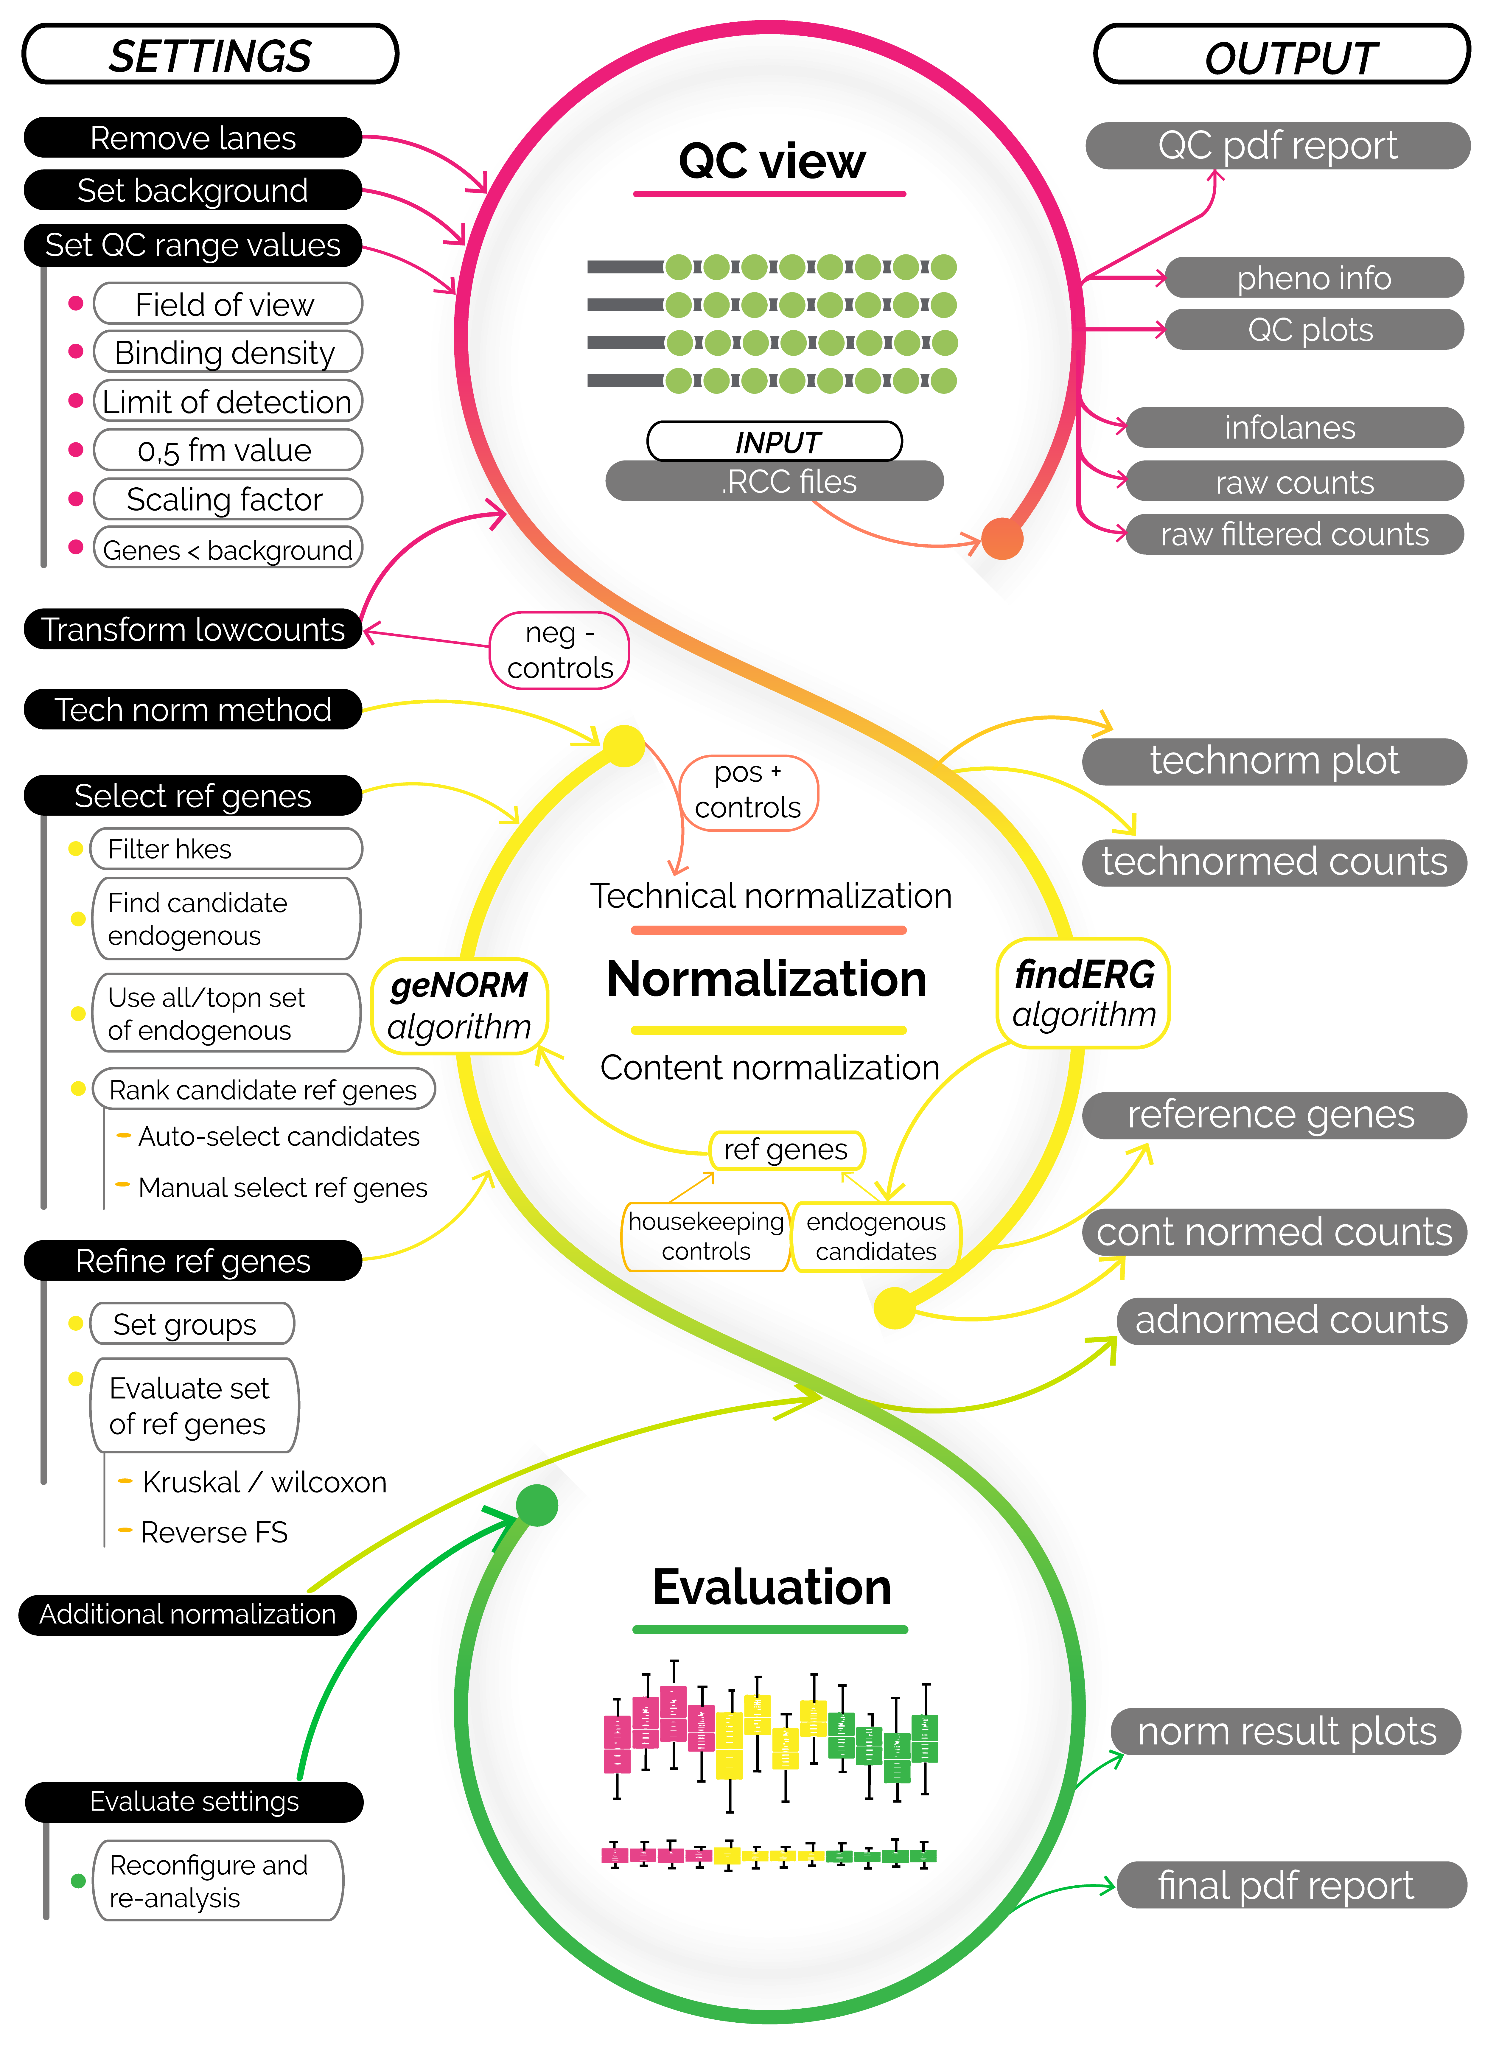 SETTINGS
Remove lanes
Set background
Set QC range values
Field of view
Binding density
Limit of detection
0,5 fm value
Scaling factor
Genes < background
Transform lowcounts
neg -
controls
Tech norm method
Select ref genes
Filter hkes
Find candidate
endogenous
Use all/topn set
of endogenous
Rank candidate ref genes
- Auto-select candidates
- Manual select ref genes
Refine ref genes
Set groups
Evaluate set
of ref genes
- Kruskal / wilcoxon
- Reverse FS
Additional normalization
Evaluate settings
Reconfigure and
re-analysis
QC view
INPUT
.RCC files
pos +
controls
Technical normalization
Normalization
Content normalization
geNORM
algorithm
findERG
algorithm
ref genes
housekeeping
controls
endogenous
candidates
Evaluation
OUTPUT
QC pdf report
pheno info
QC plots
infolanes
raw counts
raw filtered counts
technorm plot
technormed counts
reference genes
cont normed counts
adnormed counts
norm result plots
final pdf report